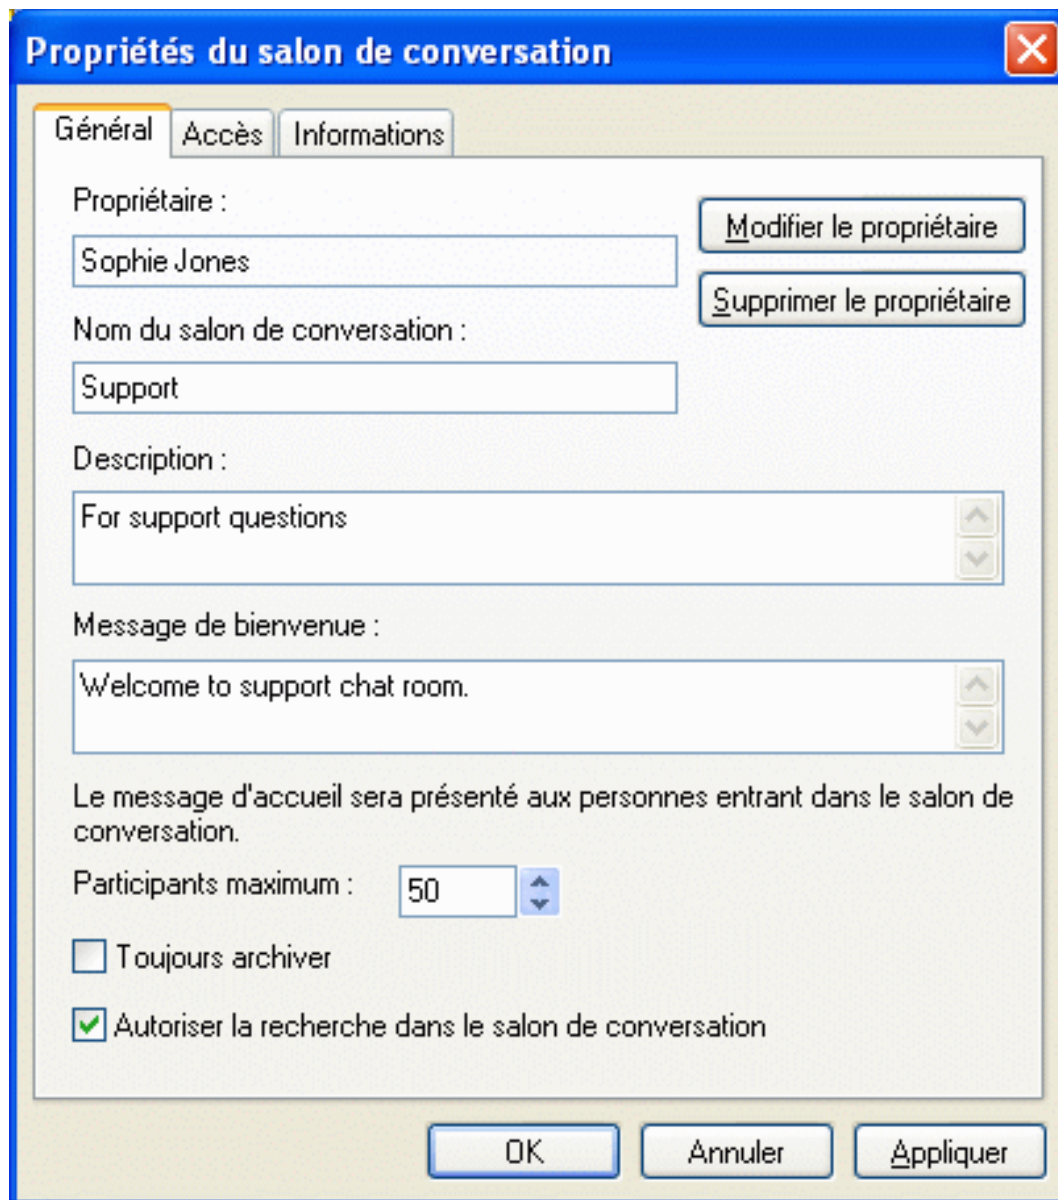 Propriétés du salon de conversation
Général Accès Informations
Propriétaire :
Modifier le propriétaire
Sophie Jones
Supprimer le propriétaire
Nom du salon de conversation :
Support
Description :
For support questions
Message de bienvenue :
Welcome to support chat room.
Le message d'accueil sera présenté aux personnes entrant dans le salon de
conversation.
Participants maximum : 50
Toujours archiver
Autoriser la recherche dans le salon de conversation
OK Annuler Appliquer